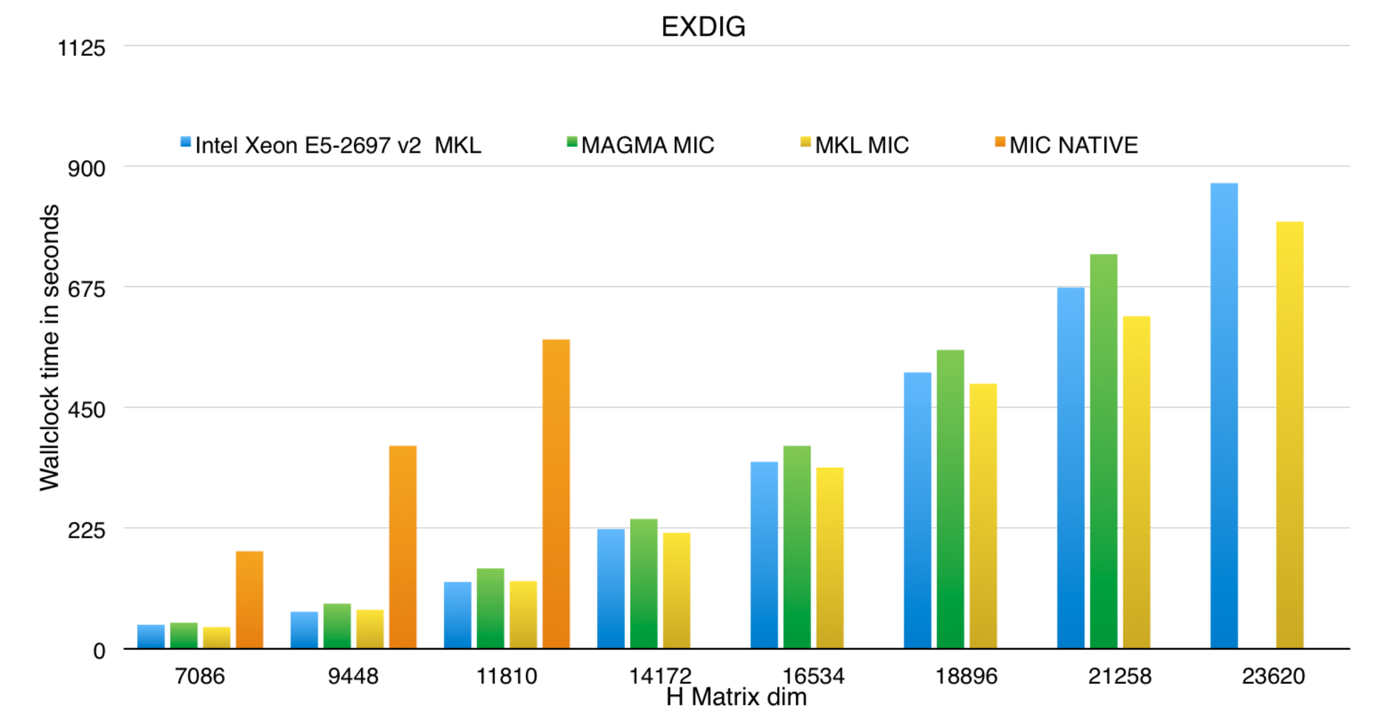 EXDIG
1125
Intel Xeon E5-2697 v2  MKL
MAGMA MIC
MKL MIC
MIC NATIVE
900
675
450
225
0
Wallclock time in seconds
7086
9448
11810
14172
16534
18896
21258
23620
H Matrix dim